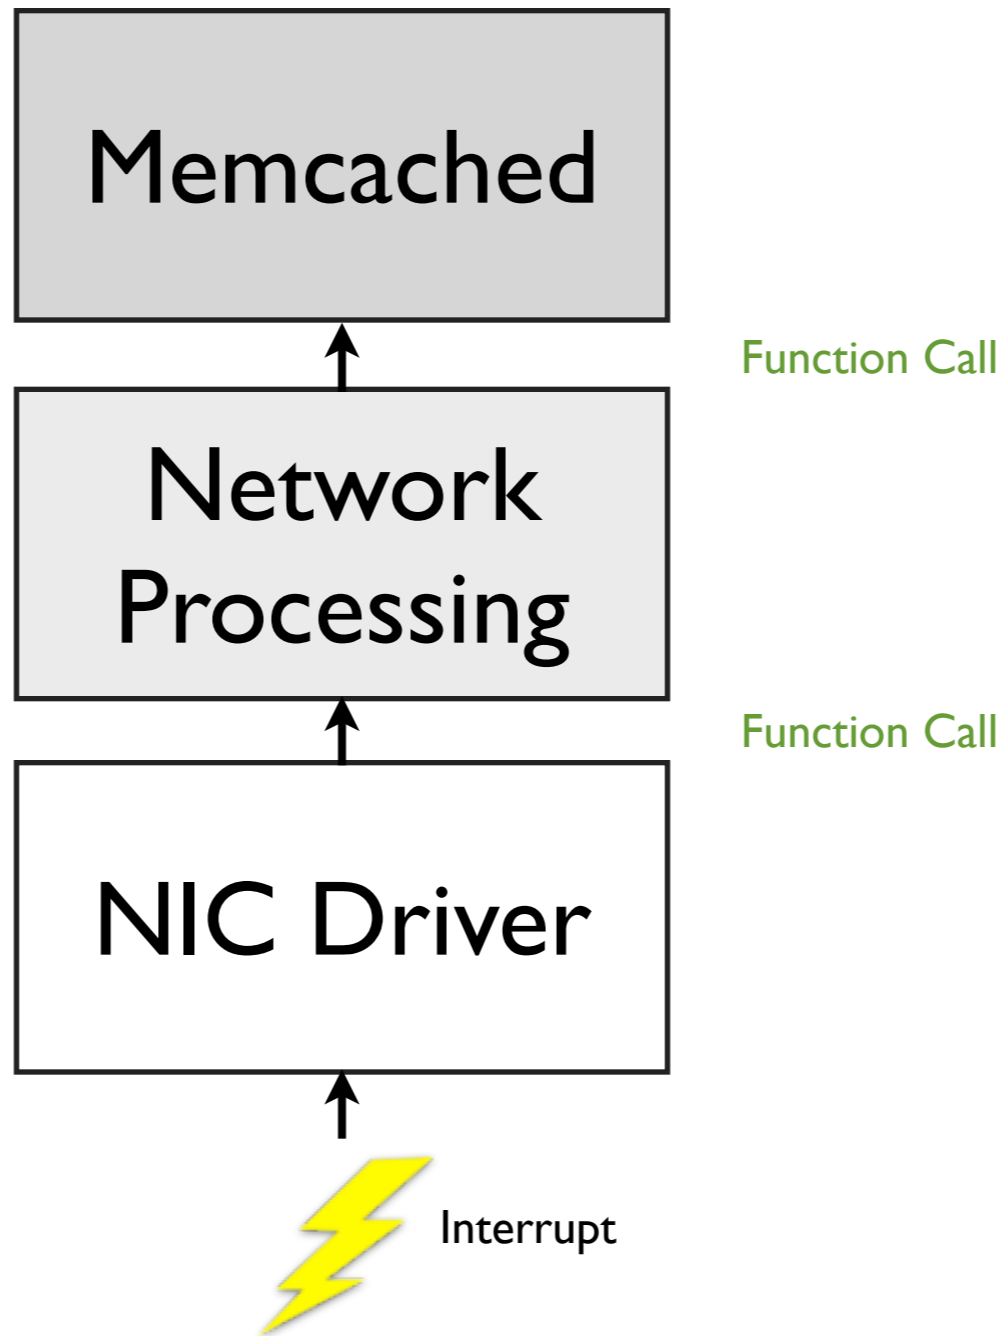 Memcached
Function Call
Network
Processing
Function Call
NIC Driver
Interrupt